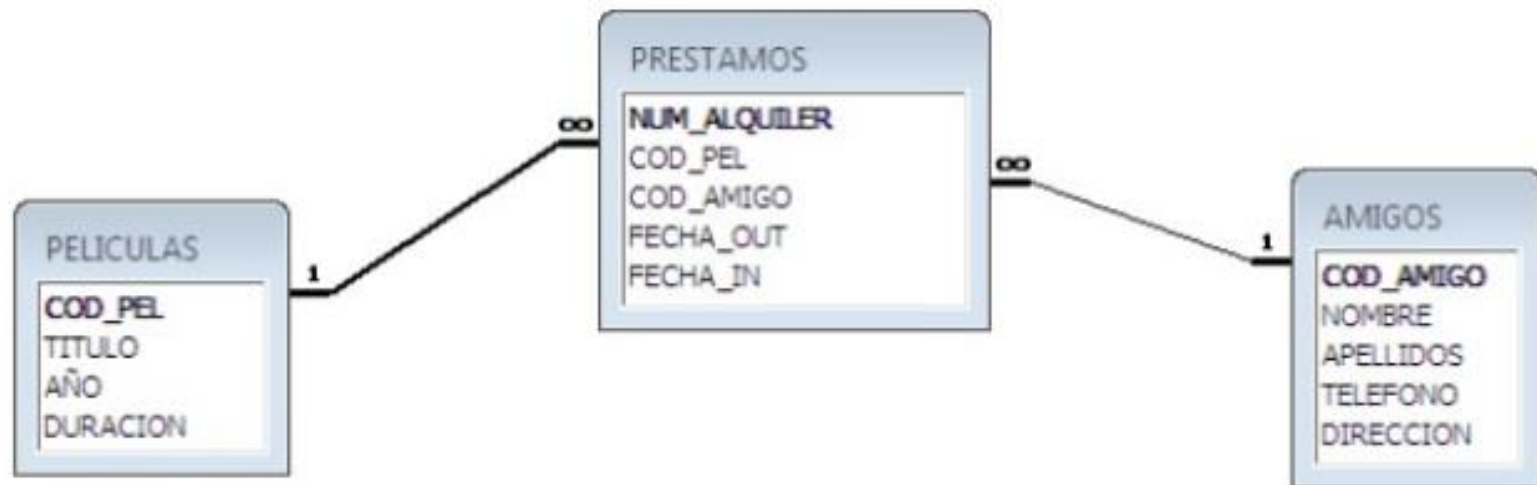 PRESTAMOS
NUM_ALQUILER
COD_PEL
COD_AMIGO
FECHA_OUT
FECHA_IN
∞
∞
1
1
PELICULAS
COD_PEL
TITULO
AÑO
DURACION
AMIGOS
COD_AMIGO
NOMBRE
APELLIDOS
TELEFONO
DIRECCION